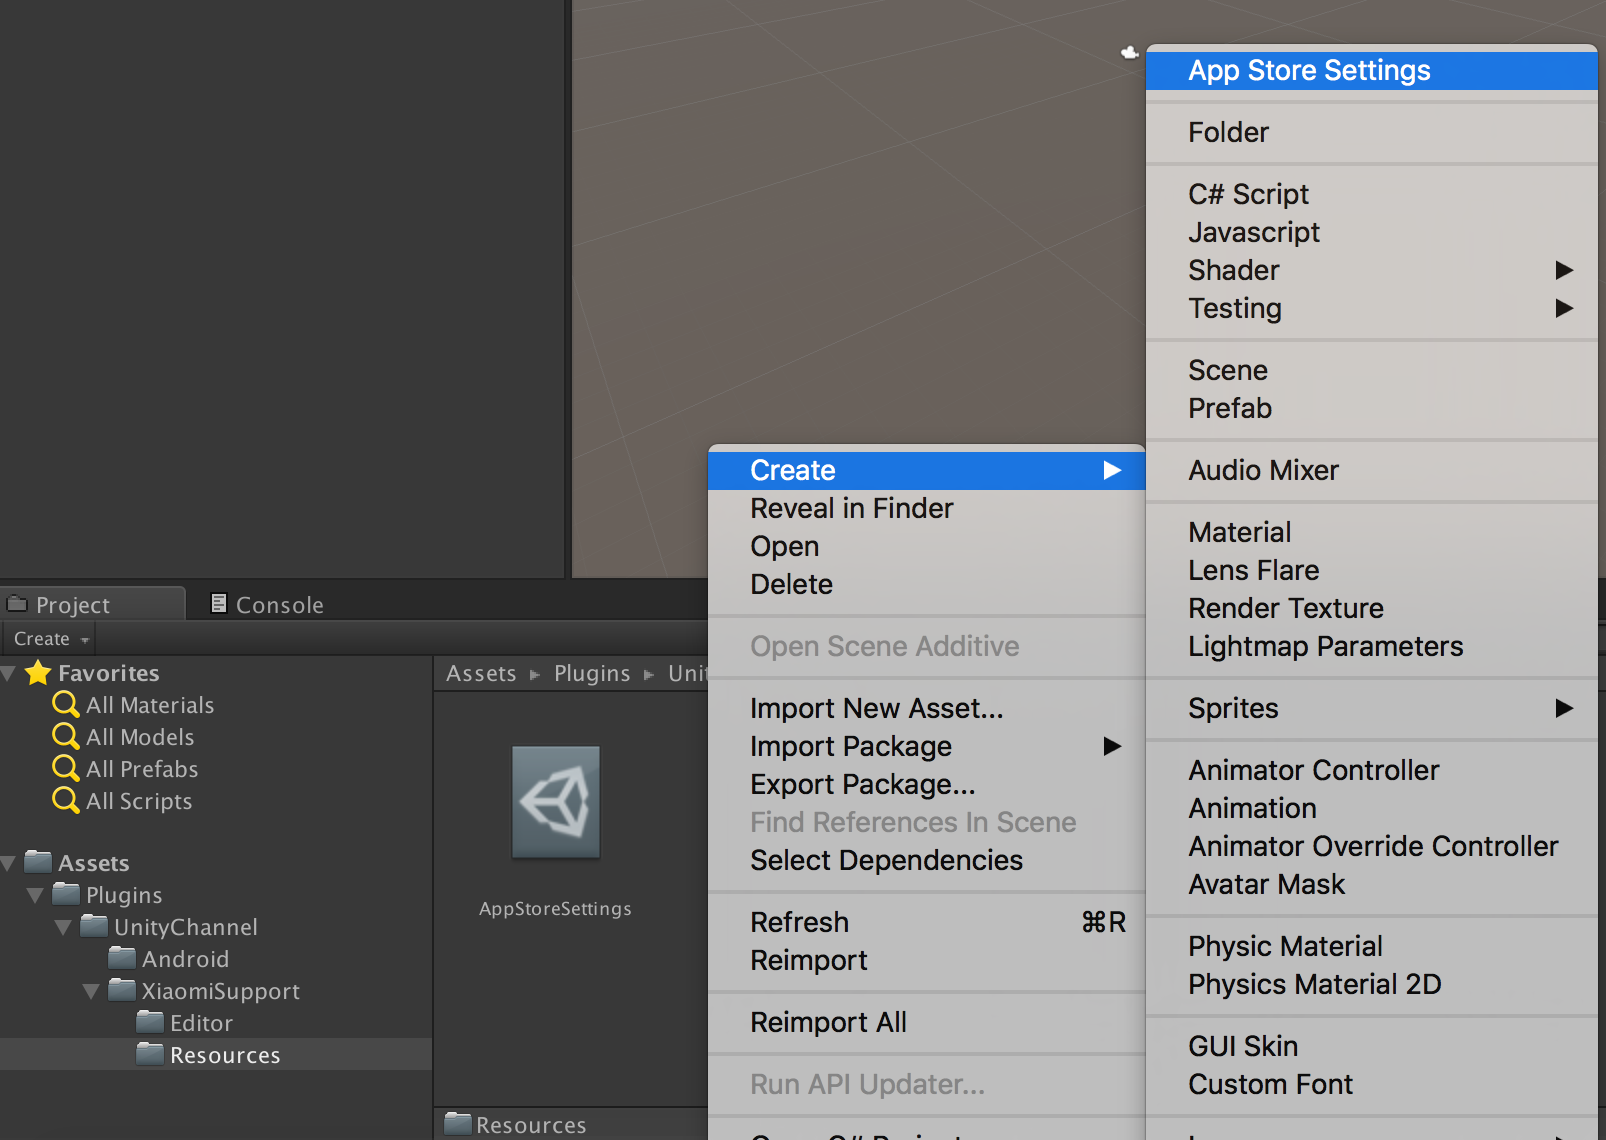 App Store Settings
Folder
C# Script
Javascript
Shader
Testing
Scene
Prefab
Audio Mixer
Material
Lens Flare
Render Texture
Lightmap Parameters
Sprites
Animator Controller
Animation
Animator Override Controller
Avatar Mask
Physic Material
Physics Material 2D
GUI Skin
Custom Font
Create
Reveal in Finder
Open
Delete
Open Scene Additive
Import New Asset...
Import Package
Export Package...
Find References In Scene
Select Dependencies
Refresh ⌘R
Reimport
Reimport All
Run API Updater...
Project Console
Create
Favorites
All Materials
All Models
All Prefabs
All Scripts
Assets
Plugins
UnityChannel
Android
XiaomiSupport
Editor
Resources
Assets Plugins
AppStoreSettings
Resources